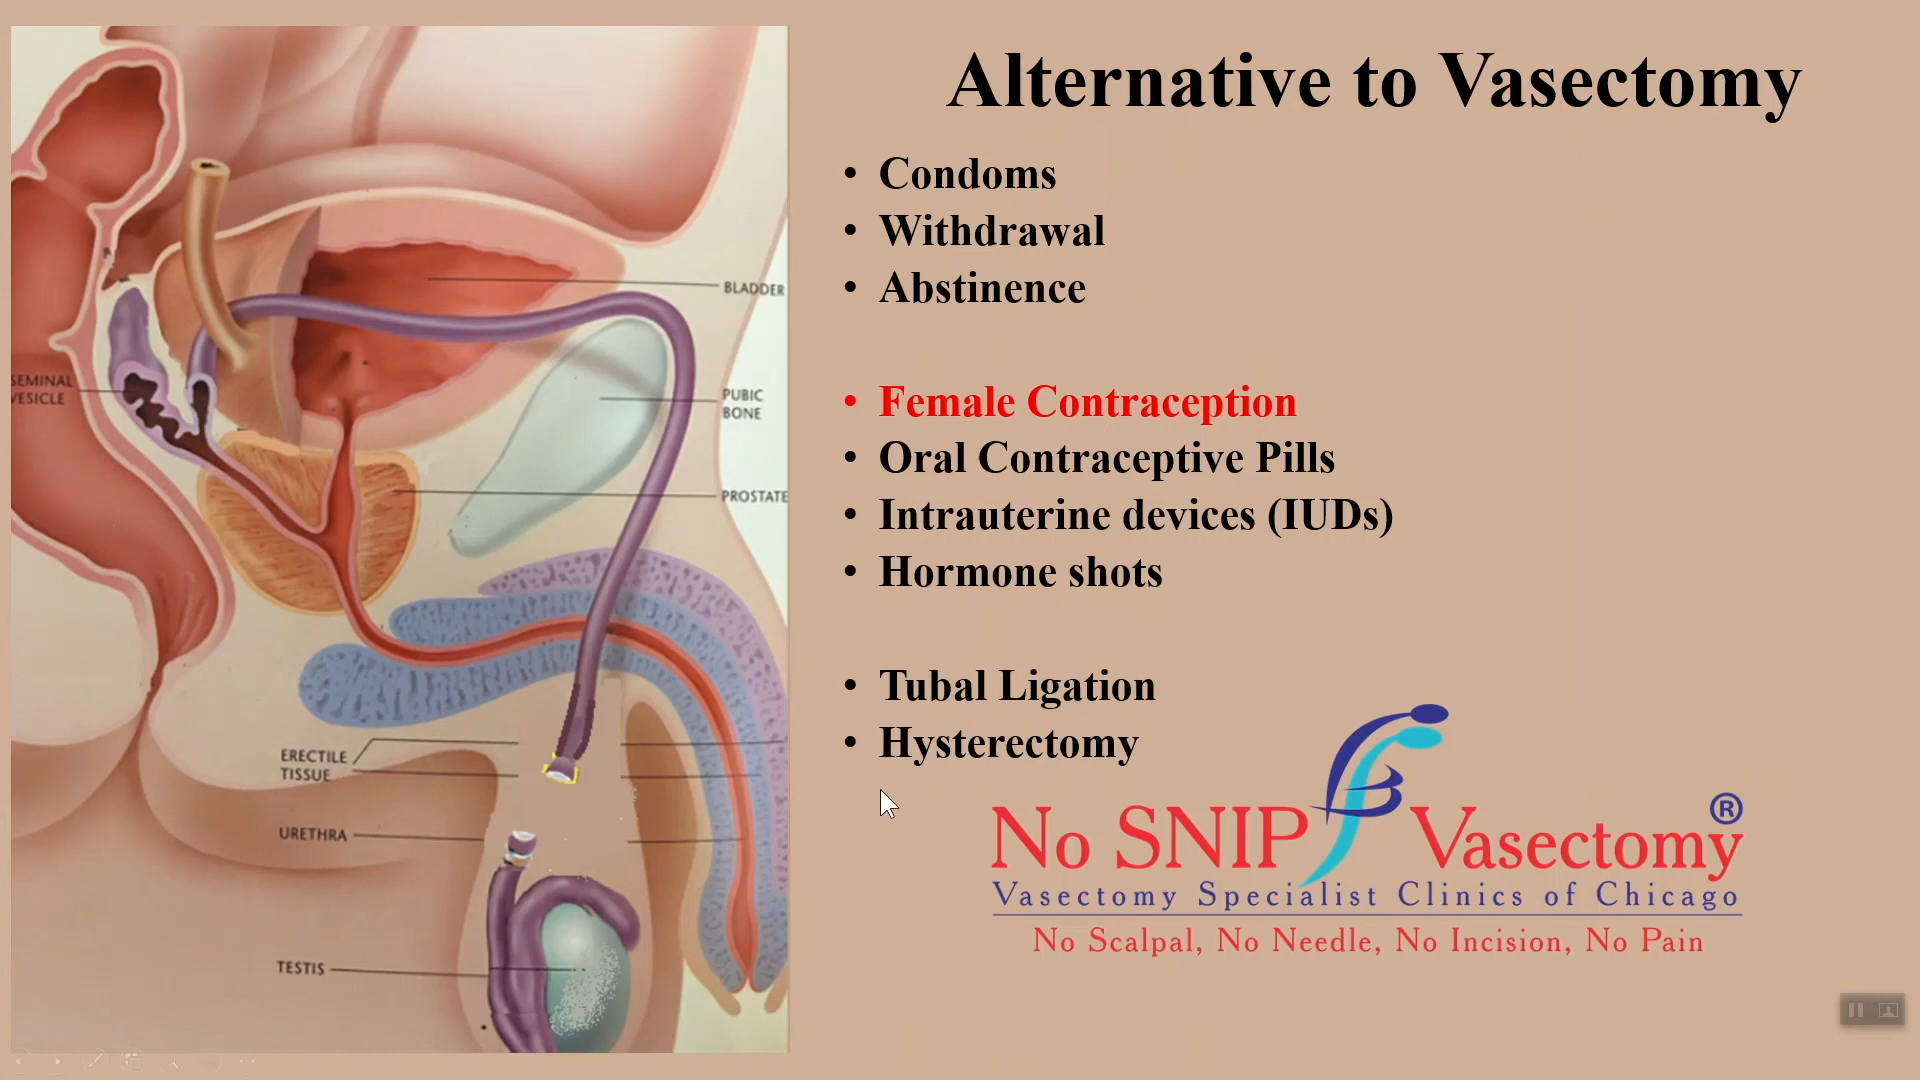 Alternative to Vasectomy
• Condoms
• Withdrawal
• Abstinence
• Female Contraception
• Oral Contraceptive Pills
• Intrauterine devices (IUDs)
• Hormone shots
• Tubal Ligation
• Hysterectomy
No SNIP Vasectomy®
Vasectomy Specialist Clinics of Chicago
No Scalpal, No Needle, No Incision, No Pain
BLADDER
SEMINAL
VESICLE
PUBIC
BONE
PROSTATE
ERECTILE
TISSUE
URETHRA
TESTIS